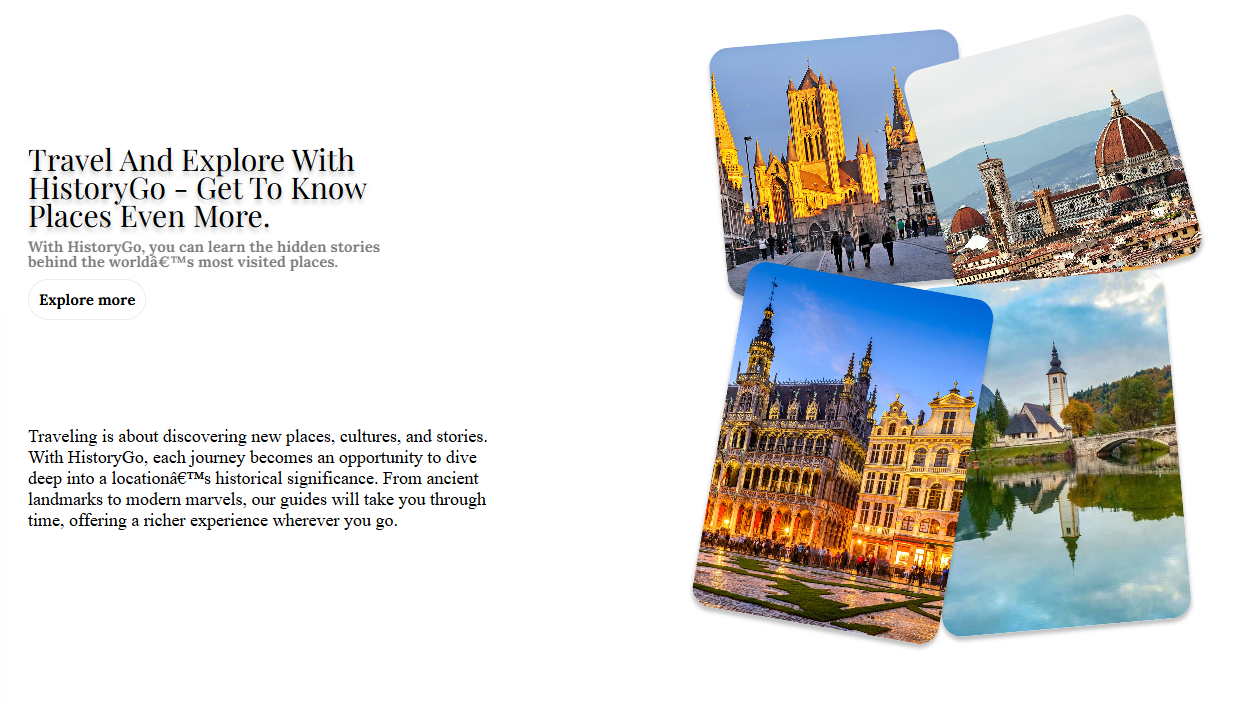 Travel And Explore With
HistoryGo - Get To Know
Places Even More.
With HistoryGo, you can learn the hidden stories
behind the worldâ€™s most visited places.
Explore more
Traveling is about discovering new places, cultures, and stories.
With HistoryGo, each journey becomes an opportunity to dive
deep into a locationâ€™s historical significance. From ancient
landmarks to modern marvels, our guides will take you through
time, offering a richer experience wherever you go.